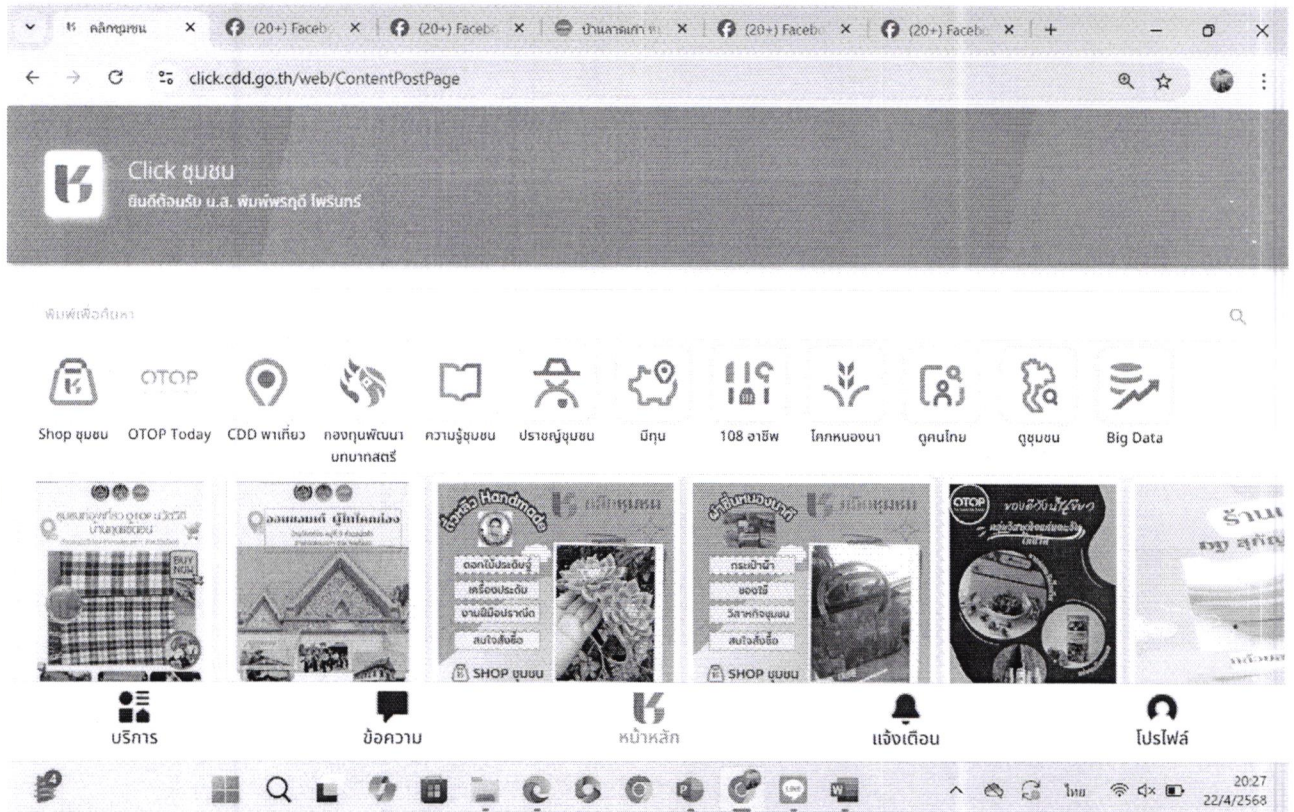 คลิกชุมชน
(20+) Facebo
(20+) Facebo
(20+) Facebo
(20+) Facebo
click.cdd.go.th/web/ContentPostPage
Click ชุมชน
ยินดีต้อนรับ น.ส. พิมพ์พรฤดี โพรินทร์
พิมพ์เพื่อค้นหา
OTOP
Shop ชุมชน
OTOP Today
CDD พาเที่ยว
กองทุนพัฒนา
บทบาทสตรี
ความรู้ชุมชน
ปราชญ์ชุมชน
มีทุน
108 อาชีพ
โคกหนองนา
ดูคนไทย
ดูชุมชน
Big Data
BUY
NOW
Handmade
คลิกชุมชน
ดอกไม้ประดิษฐ์
เครื่องประดับ
งานฝีมือปราณีต
สนใจสั่งซื้อ
SHOP ชุมชน
คลิกชุมชน
กระเป๋าผ้า
ของใช้
วิสาหกิจชุมชน
สนใจสั่งซื้อ
SHOP ชุมชน
OTOP
บริการ
ข้อความ
หน้าหลัก
แจ้งเตือน
โปรไฟล์
4
ไทย
20:27
22/4/2568